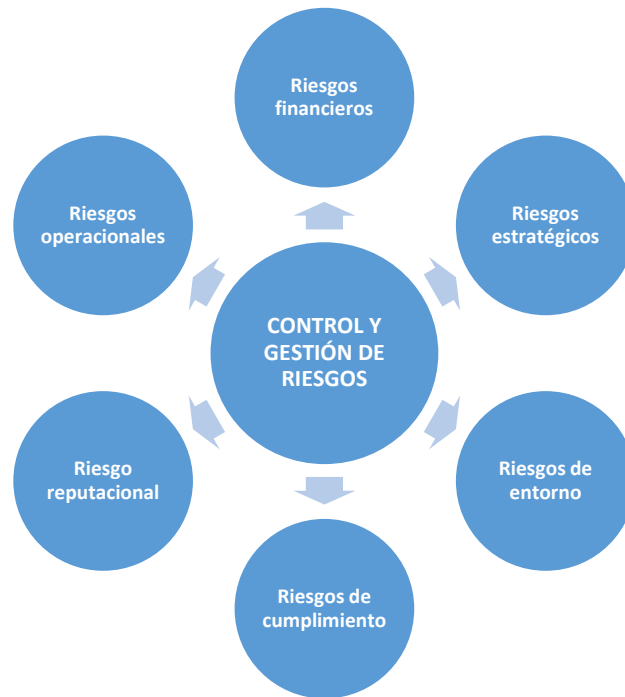 Riesgos
financieros
Riesgos
operacionales
Riesgos
estratégicos
CONTROL Y
GESTIÓN DE
RIESGOS
Riesgo
reputacional
Riesgos de
entorno
Riesgos de
cumplimiento